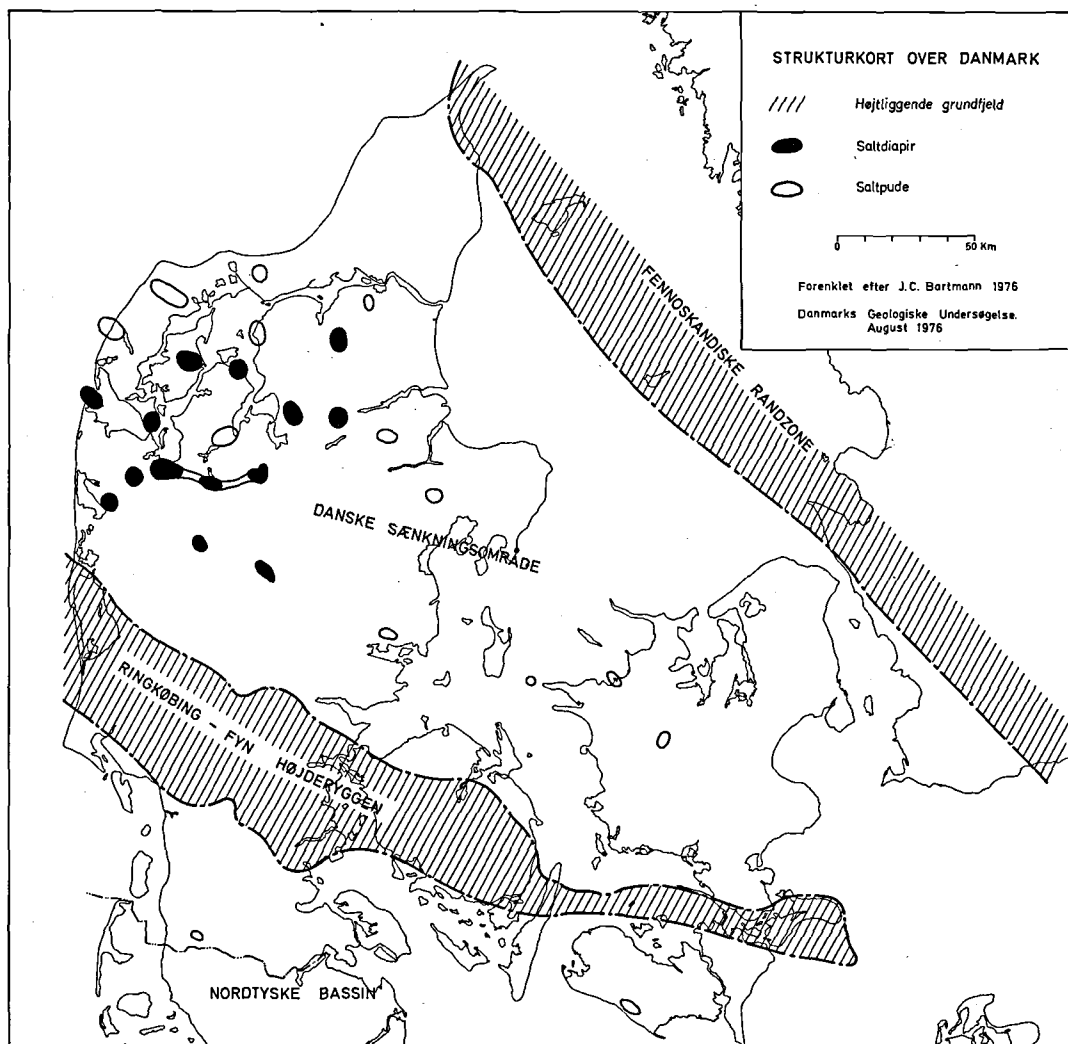 STRUKTURKORT OVER DANMARK
Højtliggende grundfjeld
Saltdiapir
Saltpude
0 50 Km
Forenklet efter J.C. Bartmann 1976
Danmarks Geologiske Undersøgelse.
August 1976
FENNOSKANDISKE RANDZONE
DANSKE SÆNKNINGSOMRÅDE
RINGKØBING – FYN HØJDERYGGEN
NORDTYSKE BASSIN